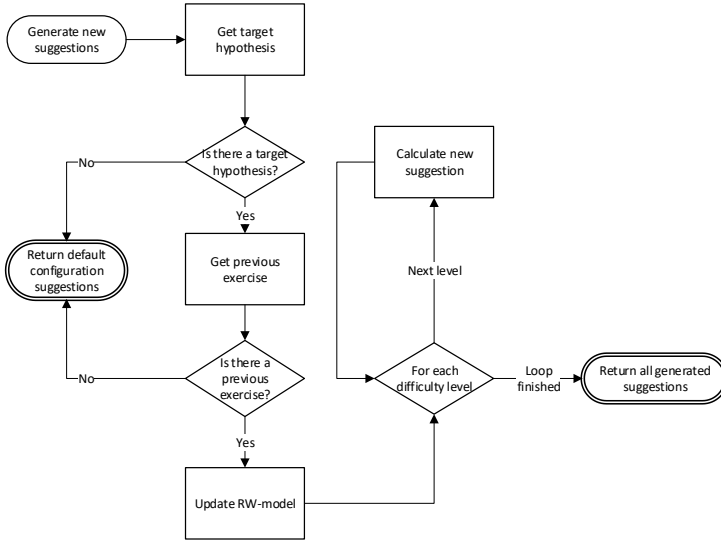 Generate new
suggestions
Get target
hypothesis
Is there a target
hypothesis?
No
Yes
Return default
configuration
suggestions
Get previous
exercise
Is there a
previous
exercise?
No
Yes
Update RW-model
Calculate new
suggestion
Next level
For each
difficulty level
Loop
finished
Return all generated
suggestions